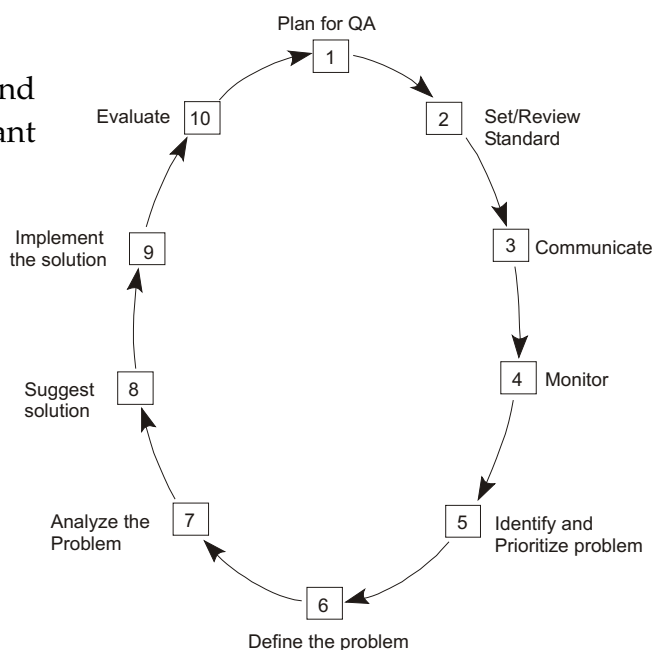 Plan for QA
1
nd
ant
Evaluate
10
2
Set/Review
Standard
Implement
the solution
9
3
Communicate
Suggest
solution
8
4
Monitor
Analyze the
Problem
7
5
Identify and
Prioritize problem
6
Define the problem